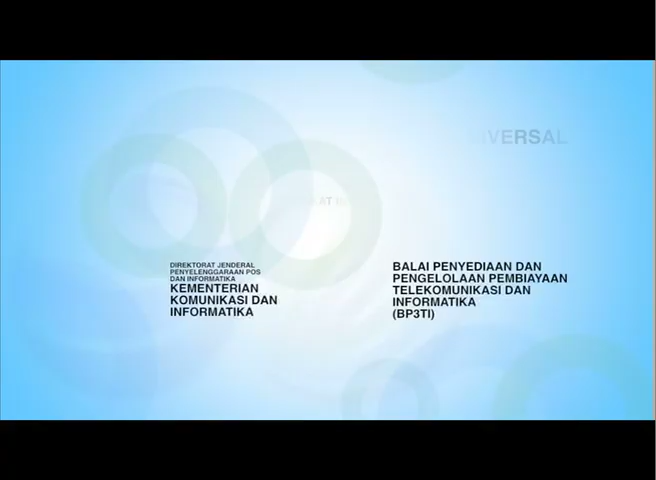 DIREKTORAT JENDERAL
PENYELENGGARAAN POS
DAN INFORMATIKA
KEMENTERIAN
KOMUNIKASI DAN
INFORMATIKA
BALAI PENYEDIAAN DAN
PENGELOLAAN PEMBIAYAAN
TELEKOMUNIKASI DAN
INFORMATIKA
(BP3TI)